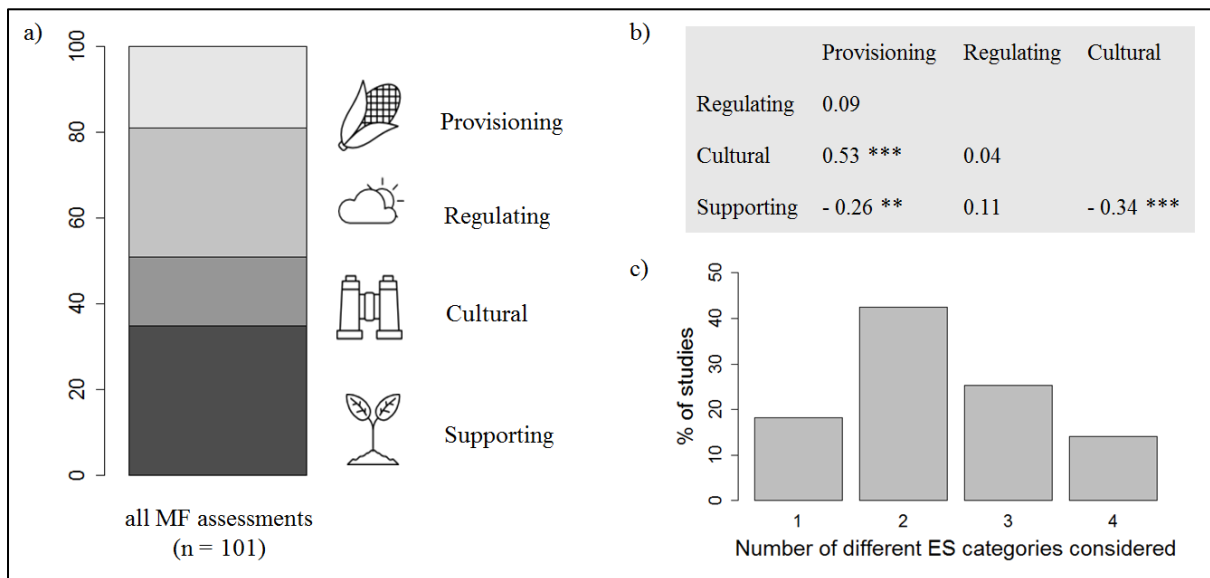 a)
100
80
60
40
20
0
Provisioning
Regulating
Cultural
Supporting
all MF assessments
(n = 101)
b)
Provisioning Regulating Cultural
Regulating 0.09
Cultural 0.53 *** 0.04
Supporting - 0.26 ** 0.11 - 0.34 ***
c)
50
40
30
20
10
0
% of studies
1 2 3 4
Number of different ES categories considered